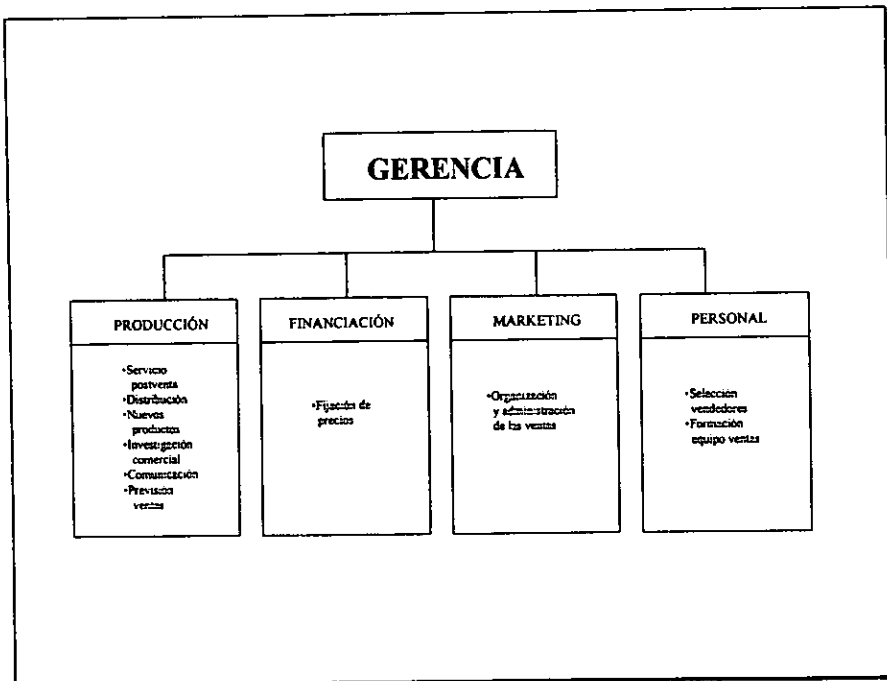 GERENCIA
PRODUCCIÓN
•Servicio
postventa
•Distribución
•Nuevos
productos
•Investigación
comercial
•Comunicación
•Previsión
ventas
FINANCIACIÓN
•Fijación de
precios
MARKETING
•Organización
y administración
de las ventas
PERSONAL
•Selección
vendedores
•Formación
equipo ventas